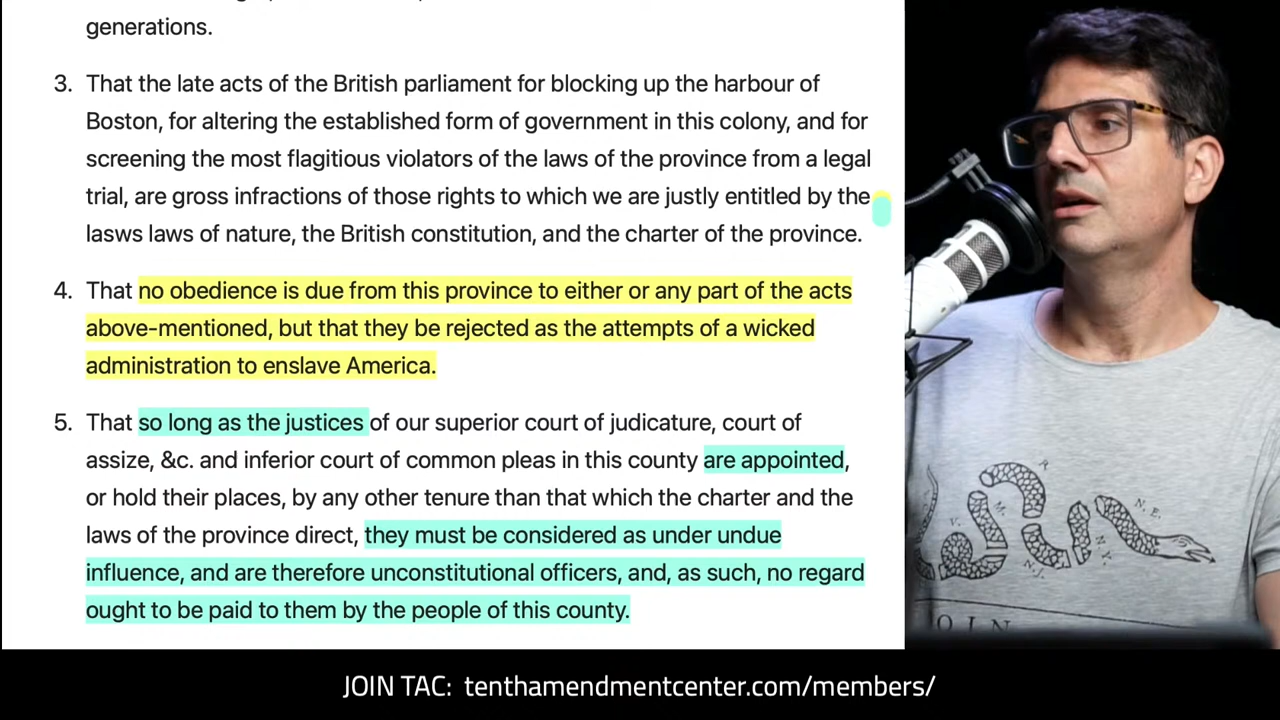 generations.
3. That the late acts of the British parliament for blocking up the harbour of
Boston, for altering the established form of government in this colony, and for
screening the most flagitious violators of the laws of the province from a legal
trial, are gross infractions of those rights to which we are justly entitled by the
lasws laws of nature, the British constitution, and the charter of the province.
4. That no obedience is due from this province to either or any part of the acts
above-mentioned, but that they be rejected as the attempts of a wicked
administration to enslave America.
5. That so long as the justices of our superior court of judicature, court of
assize, &c. and inferior court of common pleas in this county are appointed,
or hold their places, by any other tenure than that which the charter and the
laws of the province direct, they must be considered as under undue
influence, and are therefore unconstitutional officers, and, as such, no regard
ought to be paid to them by the people of this county.
R.
N. E.
V.
M.
N. Y.
N. J.
OIN
JOIN TAC: tenthamendmentcenter.com/members/